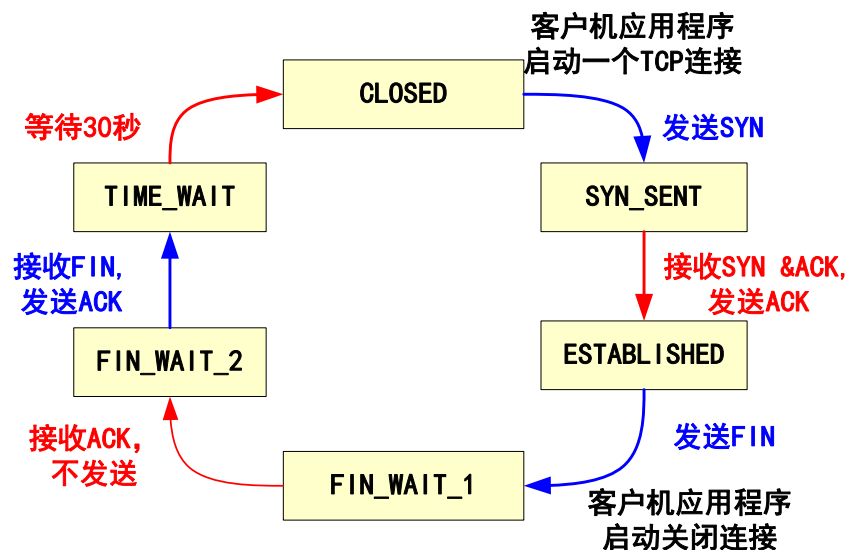 客户机应用程序
启动一个TCP连接
CLOSED
等待30秒
发送SYN
TIME_WAIT
SYN_SENT
接收FIN,
发送ACK
接收SYN &ACK,
发送ACK
FIN_WAIT_2
ESTABLISHED
接收ACK，
不发送
发送FIN
FIN_WAIT_1
客户机应用程序
启动关闭连接